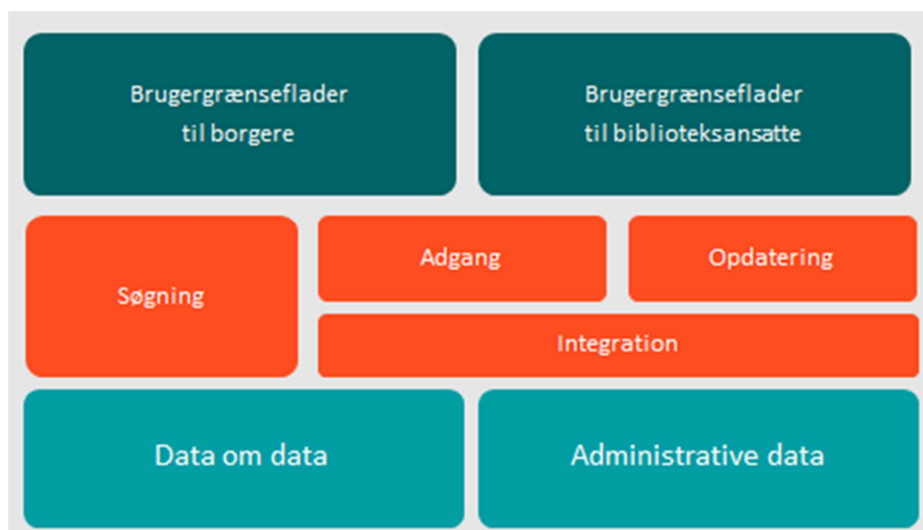 Brugergrænseflader
til borgere
Brugergrænseflader
til biblioteksansatte
Søgning
Adgang
Opdatering
Integration
Data om data
Administrative data